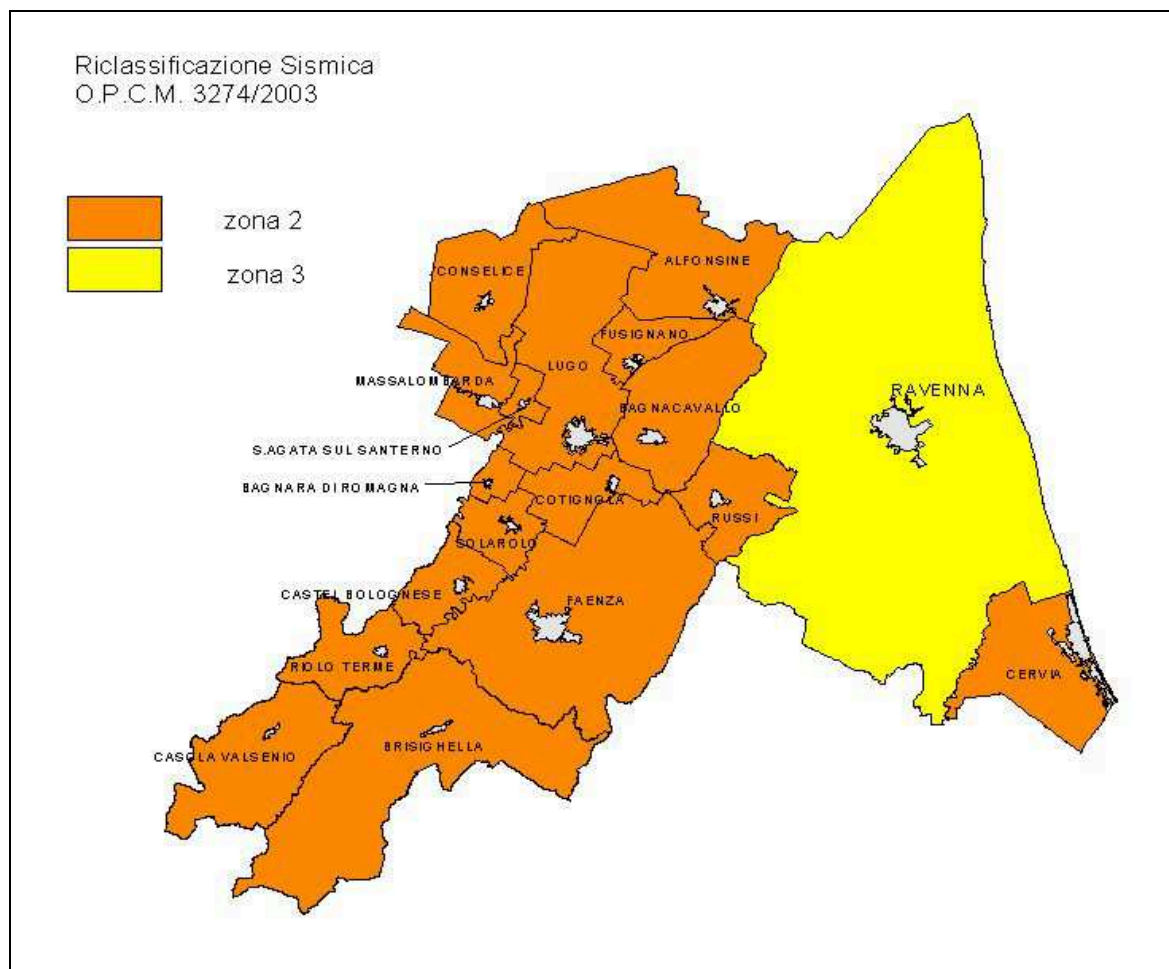 Riclassificazione Sismica
O.P.C.M. 3274/2003
zona 2
zona 3
CONSELICE
ALFONSINE
FUSIGNANO
LUGO
MASSALOMBARDA
RAVENNA
BAGNACAVALLO
S.AGATA SUL SANTERNO
BAGNARA DI ROMAGNA
COTIGNOLA
RUSSI
SOLAROLO
CASTEL BOLOGNESE
FAENZA
RIOLO TERME
CERVIA
BRISIGHELLA
CASOLA VALSENIO